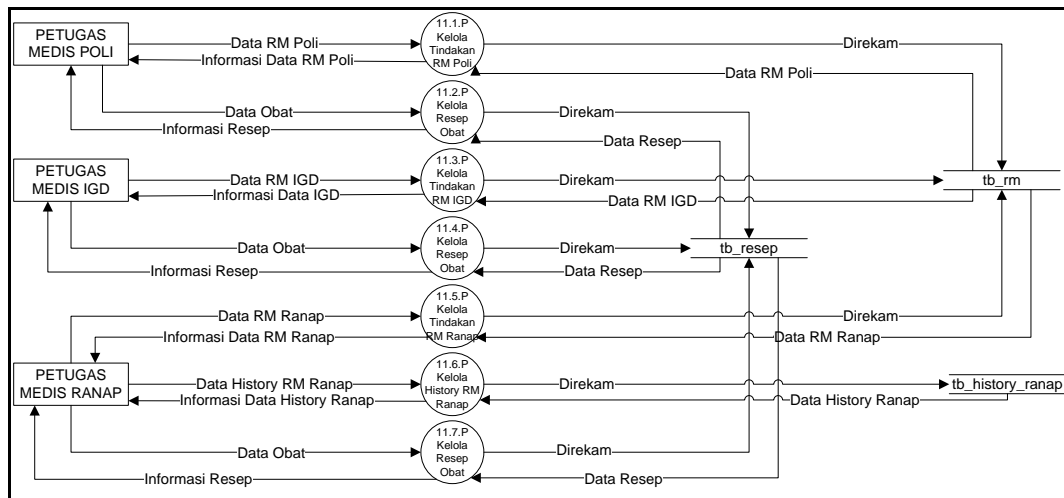 PETUGAS
MEDIS POLI
Data RM Poli
Informasi Data RM Poli
11.1.P
Kelola
Tindakan
RM Poli
Direkam
Data RM Poli
Data Obat
Informasi Resep
11.2.P
Kelola
Resep
Obat
Direkam
Data Resep
PETUGAS
MEDIS IGD
Data RM IGD
Informasi Data IGD
11.3.P
Kelola
Tindakan
RM IGD
Direkam
Data RM IGD
tb_rm
Data Obat
Informasi Resep
11.4.P
Kelola
Resep
Obat
Direkam
Data Resep
tb_resep
Data RM Ranap
Informasi Data RM Ranap
11.5.P
Kelola
Tindakan
RM Ranap
Direkam
Data RM Ranap
PETUGAS
MEDIS RANAP
Data History RM Ranap
Informasi Data History Ranap
11.6.P
Kelola
History RM
Ranap
Direkam
Data History Ranap
tb_history_ranap
Data Obat
Informasi Resep
11.7.P
Kelola
Resep
Obat
Direkam
Data Resep